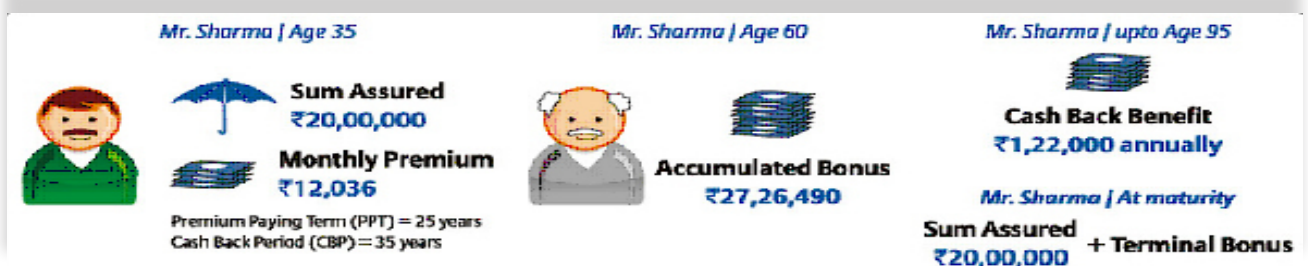 Mr. Sharma | Age 35
Sum Assured
₹20,00,000
Monthly Premium
₹12,036
Premium Paying Term (PPT) = 25 years
Cash Back Period (CBP) = 35 years
Mr. Sharma | Age 60
Accumulated Bonus
₹27,26,490
Mr. Sharma | upto Age 95
Cash Back Benefit
₹1,22,000 annually
Mr. Sharma | At maturity
Sum Assured
₹20,00,000
+ Terminal Bonus